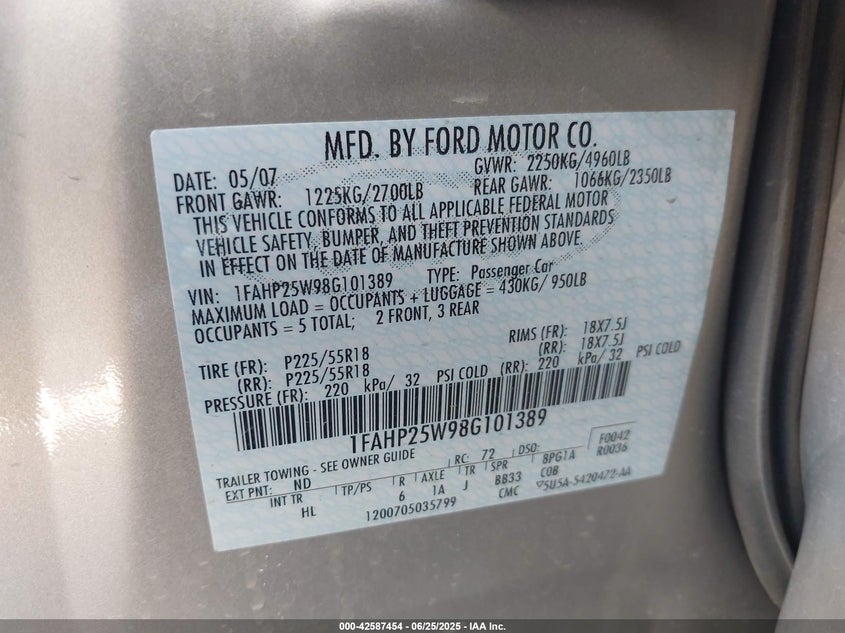 MFD. BY FORD MOTOR CO.
DATE: 05/07 GVWR: 2250KG/4960LB
FRONT GAWR: 1225KG/2700LB REAR GAWR: 1066KG/2350LB
THIS VEHICLE CONFORMS TO ALL APPLICABLE FEDERAL MOTOR
VEHICLE SAFETY, BUMPER, AND THEFT PREVENTION STANDARDS
IN EFFECT ON THE DATE OF MANUFACTURE SHOWN ABOVE.
VIN: 1FAHP25W98G101389 TYPE: Passenger Car
MAXIMUM LOAD = OCCUPANTS + LUGGAGE = 430KG/ 950LB
OCCUPANTS = 5 TOTAL; 2 FRONT, 3 REAR
TIRE (FR): P225/55R18 RIMS (FR): 18X7.5J
(RR): P225/55R18 (RR): 18X7.5J
PRESSURE (FR): 220 kPa/ 32 PSI COLD (RR): 220 kPa/ 32 PSI COLD
1FAHP25W98G101389
TRAILER TOWING - SEE OWNER GUIDE
EXT PNT: ND RC: 72 DSO: F0042
INT TR TP/PS R AXLE TR SPR 8PG1A R0036
HL 6 1A J BB33 COB
1200705035799 CMC 5U5A-5420472-AA
000-42587454 / 06/25/2025 - IAA Inc.